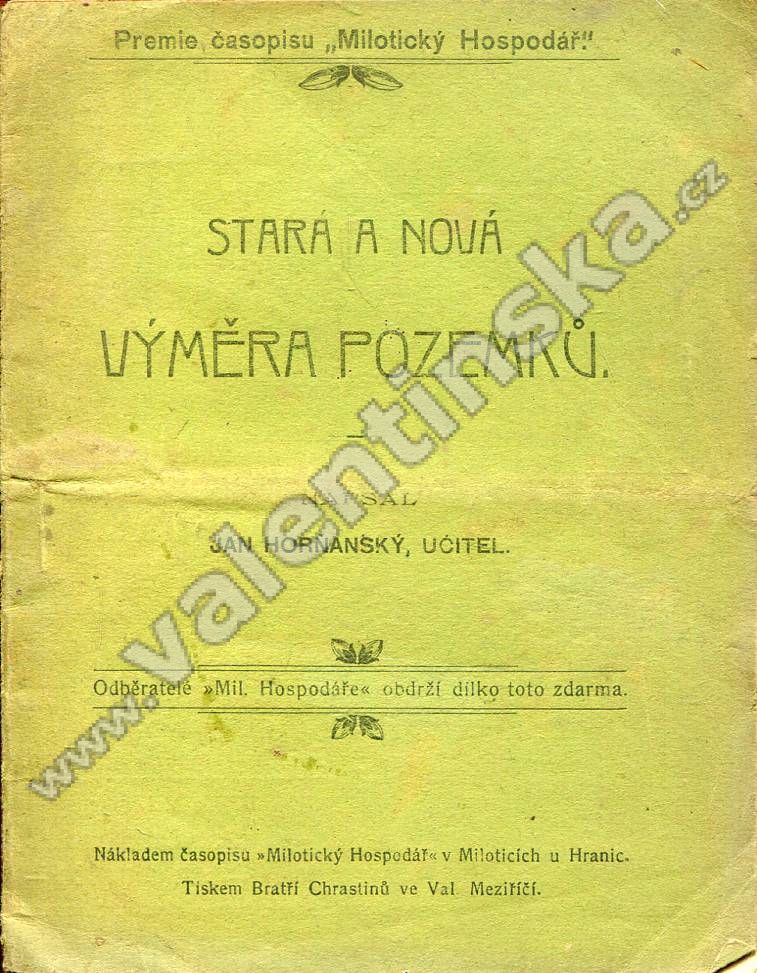 Premie časopisu „Milotický Hospodář."
STARÁ A NOVÁ
VÝMĚRA POZEMKŮ.
NAPSAL
JAN HORŇANSKÝ, UČITEL.
Odběratelé »Mil. Hospodáře« obdrží dílko toto zdarma.
Nákladem časopisu »Milotický Hospodář« v Miloticích u Hranic.
Tiskem Bratří Chrastinů ve Val. Meziříčí.
www.valentinska.cz